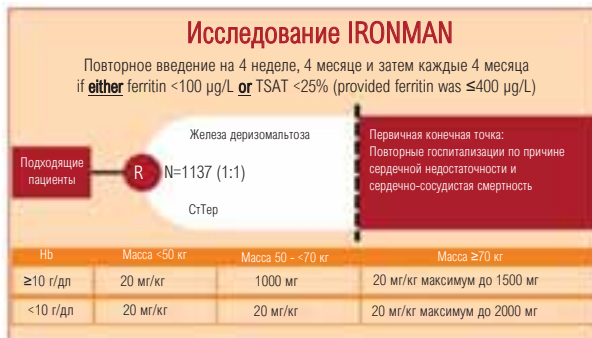 Исследование IRONMAN
Повторное введение на 4 неделе, 4 месяце и затем каждые 4 месяца
if either ferritin <100 µg/L or TSAT <25% (provided ferritin was ≤400 µg/L)
Подходящие
пациенты
R
Железа деризомальтоза
N=1137 (1:1)
СтТер
Первичная конечная точка:
Повторные госпитализации по причине
сердечной недостаточности и
сердечно-сосудистая смертность
Hb Масса <50 кг Масса 50 - <70 кг Масса ≥70 кг
≥10 г/дл 20 мг/кг 1000 мг 20 мг/кг максимум до 1500 мг
<10 г/дл 20 мг/кг 20 мг/кг 20 мг/кг максимум до 2000 мг